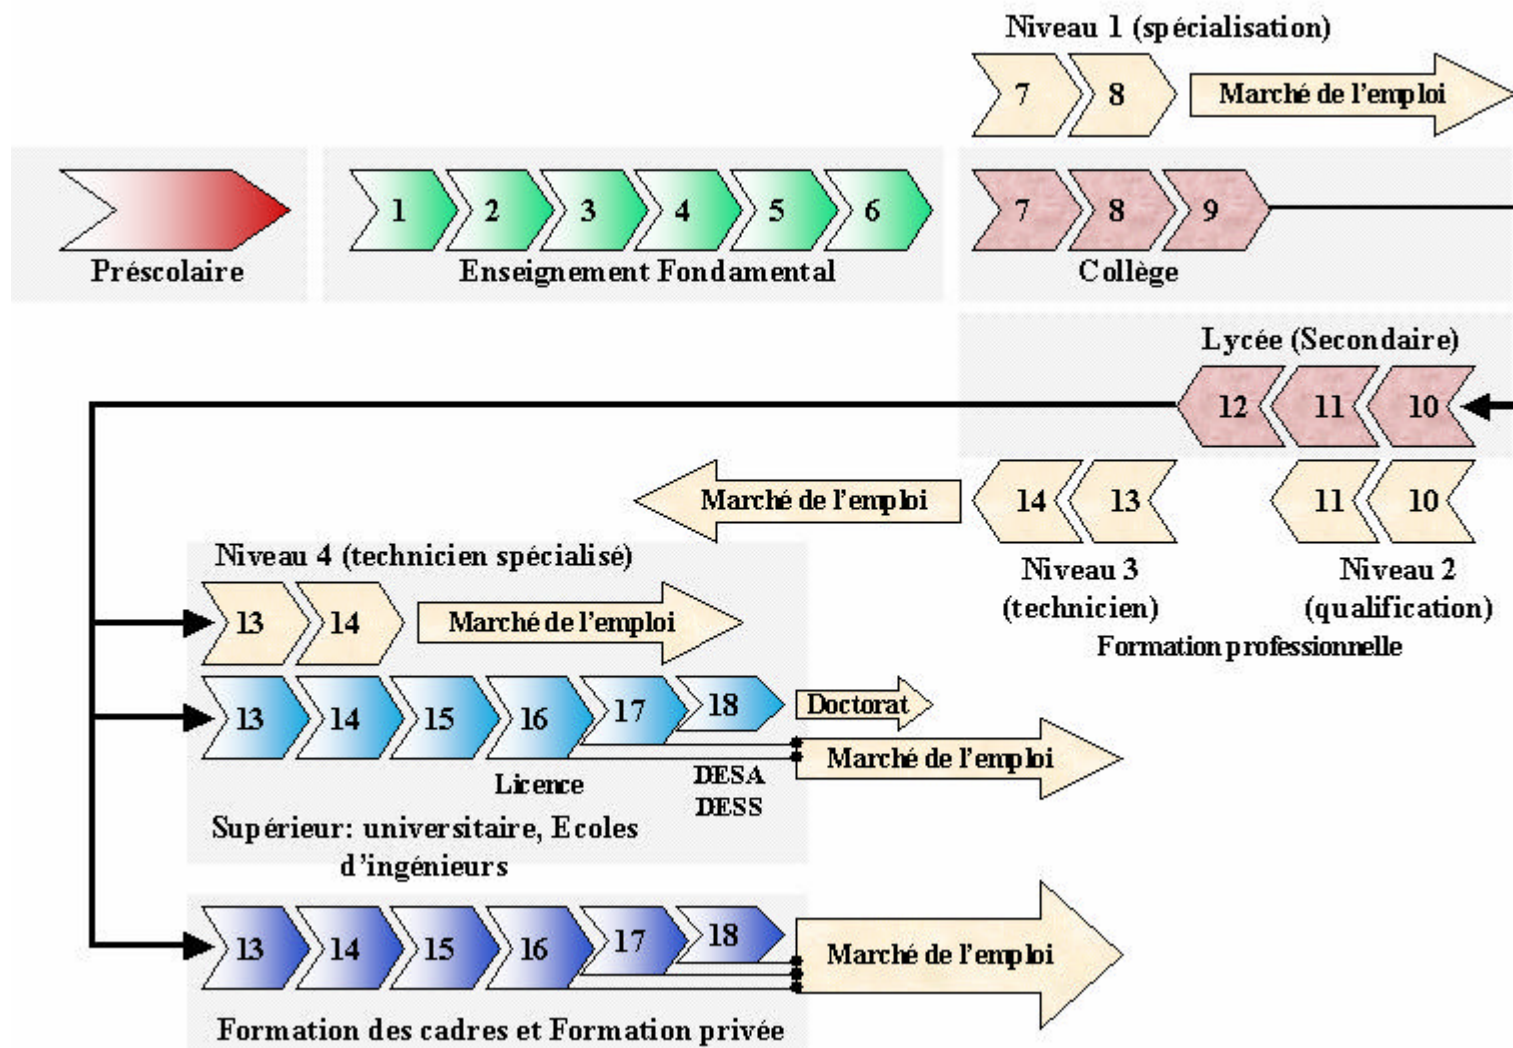 Niveau 1 (spécialisation)
7 8 Marché de l'emploi
1 2 3 4 5 6 7 8 9
Préscolaire Enseignement Fondamental Collège
Lycée (Secondaire)
12 11 10
Marché de l'emploi 14 13 11 10
Niveau 3 Niveau 2
(technicien) (qualification)
Formation professionnelle
Niveau 4 (technicien spécialisé)
13 14 Marché de l'emploi
13 14 15 16 17 18 Doctorat
Marché de l'emploi
Licence DESA
DESS
Supérieur: universitaire, Ecoles
d'ingénieurs
13 14 15 16 17 18 Marché de l'emploi
Formation des cadres et Formation privée